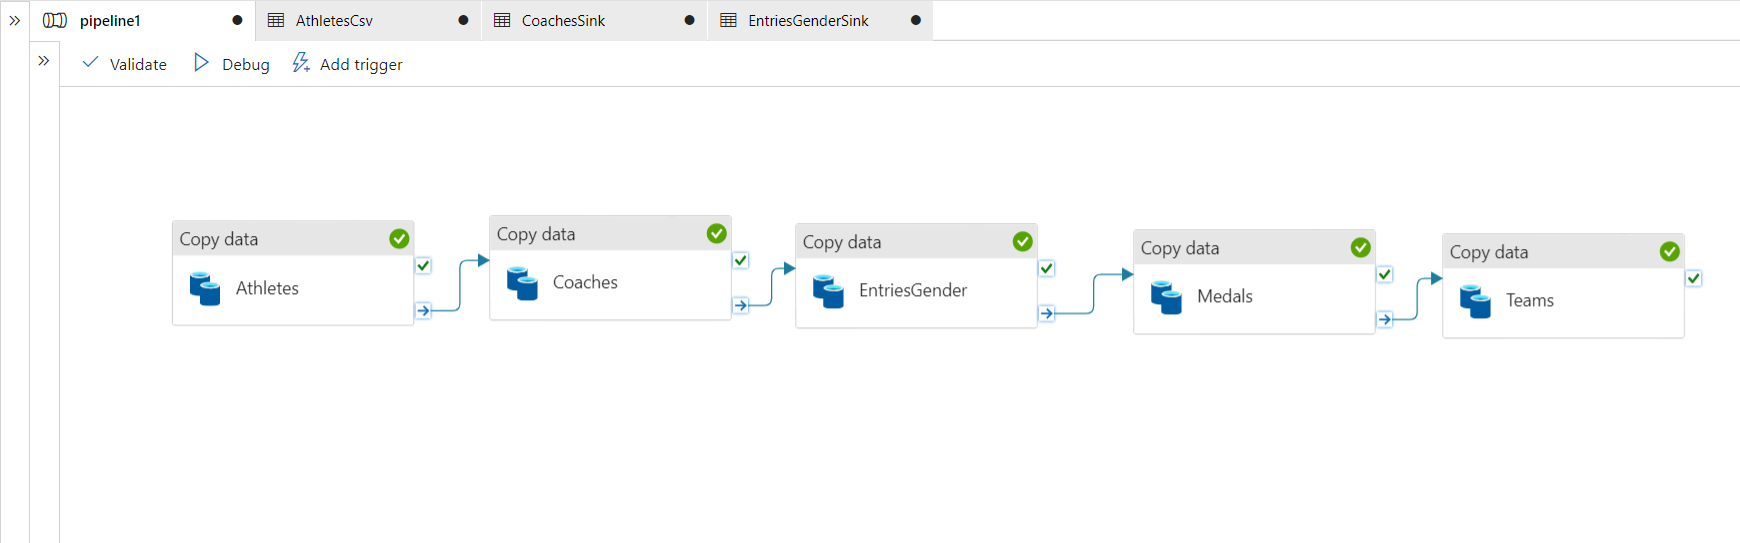 pipeline1
AthletesCsv
CoachesSink
EntriesGenderSink
Validate
Debug
Add trigger
Copy data
Athletes
Copy data
Coaches
Copy data
EntriesGender
Copy data
Medals
Copy data
Teams